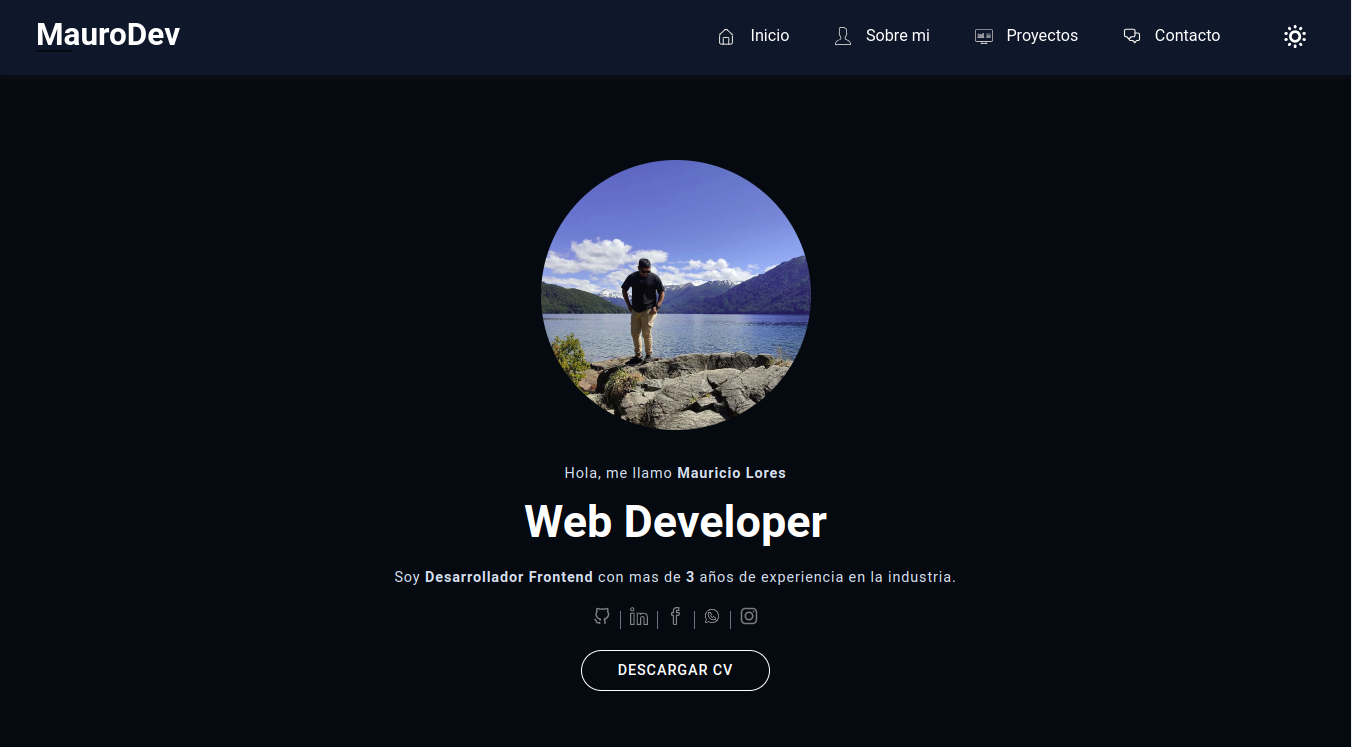 MauroDev
Inicio
Sobre mi
Proyectos
Contacto
Hola, me llamo Mauricio Lores
Web Developer
Soy Desarrollador Frontend con mas de 3 años de experiencia en la industria.
DESCARGAR CV